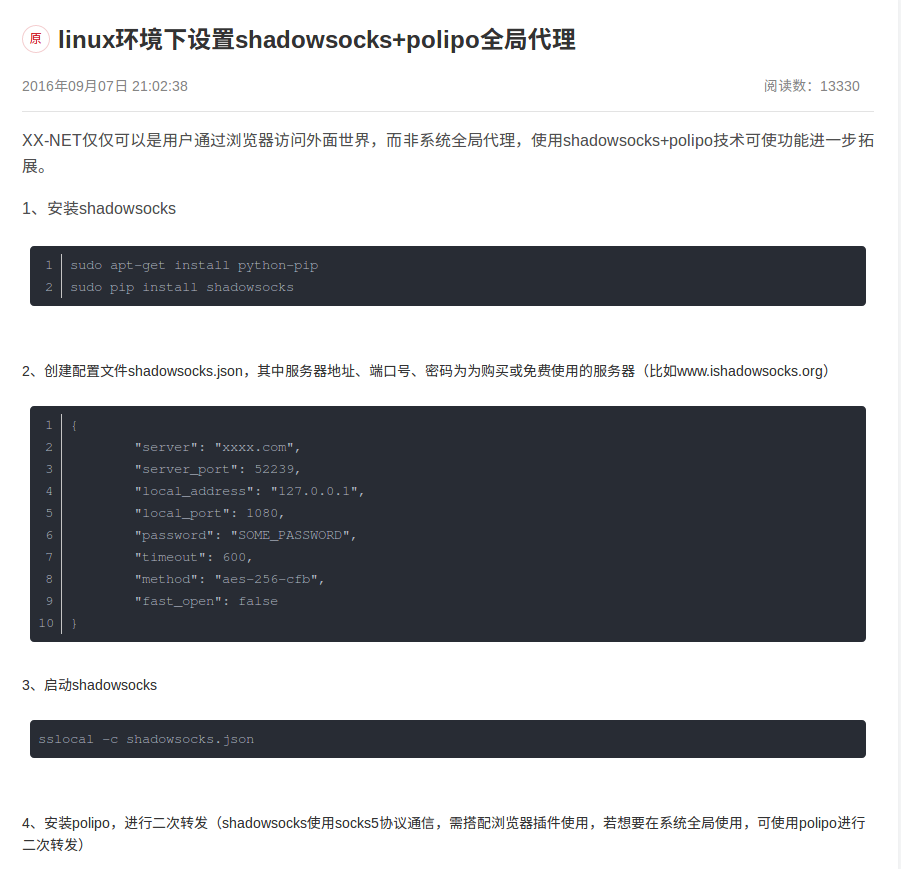 原 linux环境下设置shadowsocks+polipo全局代理
2016年09月07日 21:02:38 阅读数：13330
XX-NET仅仅可以是用户通过浏览器访问外面世界，而非系统全局代理，使用shadowsocks+polipo技术可使功能进一步拓
展。
1、安装shadowsocks
1 sudo apt-get install python-pip
2 sudo pip install shadowsocks
2、创建配置文件shadowsocks.json，其中服务器地址、端口号、密码为为购买或免费使用的服务器（比如www.ishadowsocks.org）
1 {
2 "server": "xxxx.com",
3 "server_port": 52239,
4 "local_address": "127.0.0.1",
5 "local_port": 1080,
6 "password": "SOME_PASSWORD",
7 "timeout": 600,
8 "method": "aes-256-cfb",
9 "fast_open": false
10 }
3、启动shadowsocks
sslocal -c shadowsocks.json
4、安装polipo，进行二次转发（shadowsocks使用socks5协议通信，需搭配浏览器插件使用，若想要在系统全局使用，可使用polipo进行
二次转发）